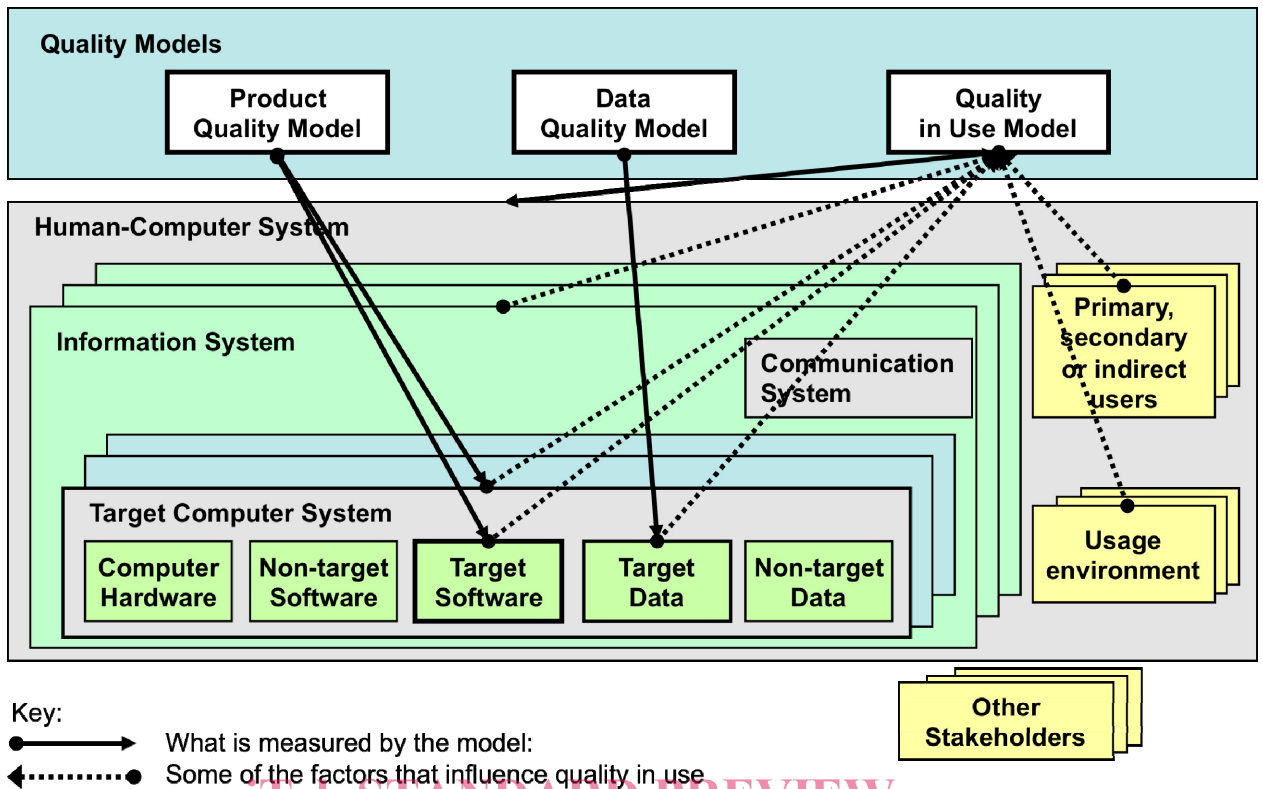 Quality Models
Product
Quality Model
Data
Quality Model
Quality
in Use Model
Human-Computer System
Information System
Communication
System
Primary,
secondary
or indirect
users
Target Computer System
Computer
Hardware
Non-target
Software
Target
Software
Target
Data
Non-target
Data
Usage
environment
Other
Stakeholders
Key:
What is measured by the model:
Some of the factors that influence quality in use
STANDARD PREVIEW